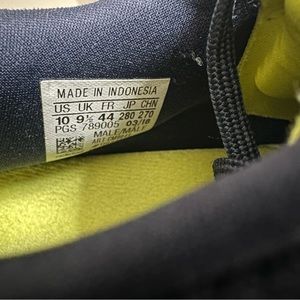 MADE IN INDONESIA
US UK FR JP CHN
10 9½ 44 280 270
PGS 789005 03/18
MALE/MALE